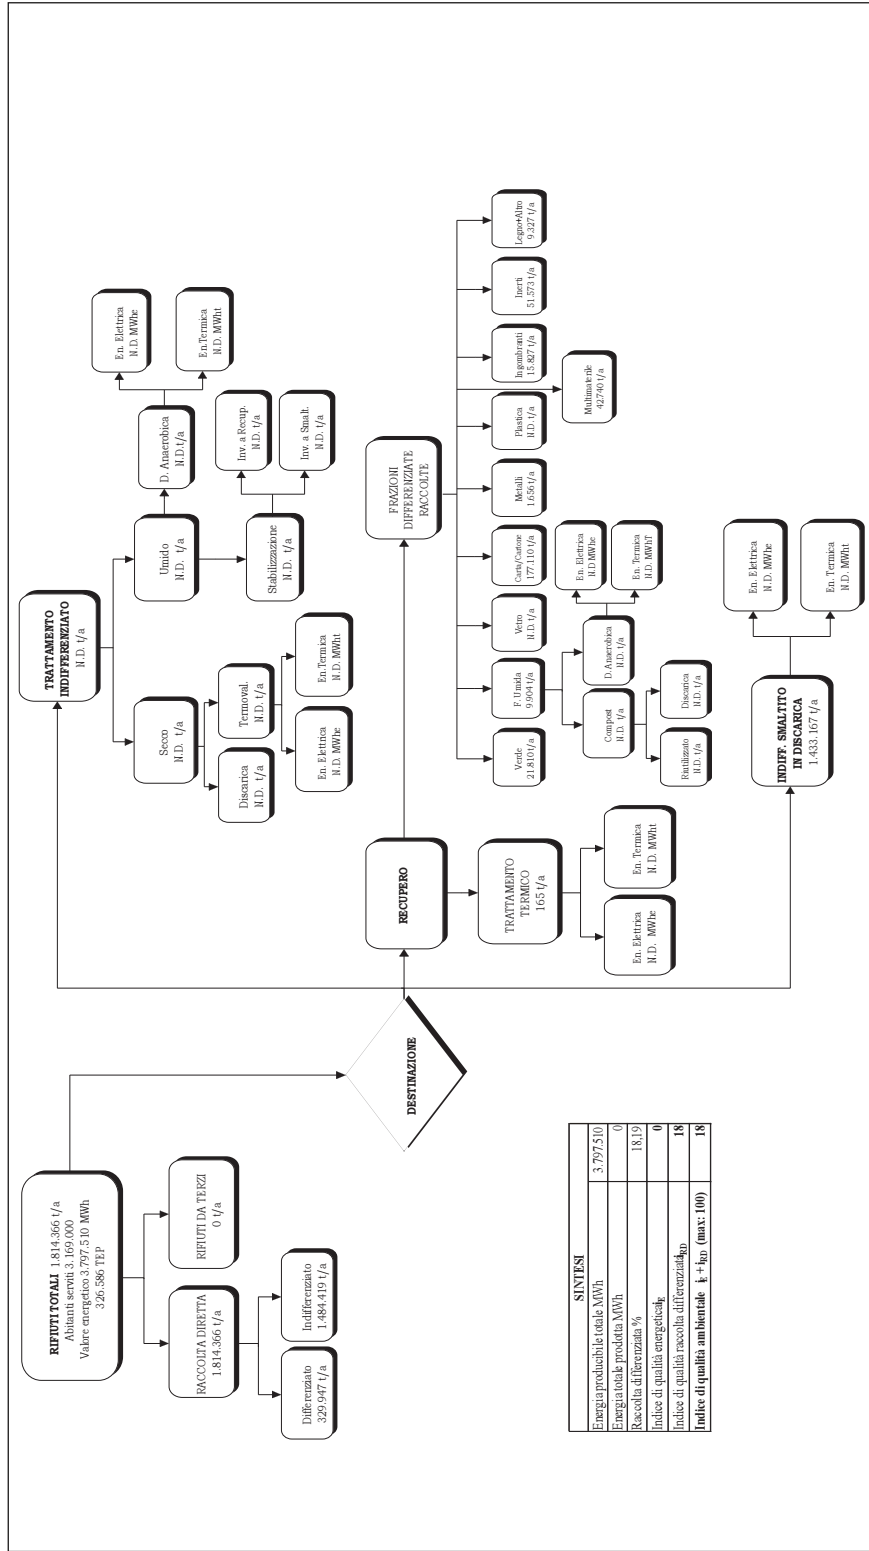 RIFIUTI TOTALI 1.814.366 t/a
Abitanti serviti 3.169.000
Valore energetico 3.797.510 MWh
326.586 TEP
RACCOLTA DIRETTA
1.814.366 t/a
RIFIUTI DA TERZI
0 t/a
Differenziato
329.947 t/a
Indifferenziato
1.484.419 t/a
DESTINAZIONE
TRATTAMENTO
INDIFFERENZIATO
N.D. t/a
Secco
N.D. t/a
Umido
N.D. t/a
D. Anaerobica
N.D.t/a
En. Elettrica
N.D. MWhe
En.Termica
N.D. MWht
Discarica
N.D. t/a
Termoval.
N.D. t/a
En. Elettrica
N.D. MWhe
En.Termica
N.D. MWht
Stabilizzazione
N.D. t/a
Inv. a Recup.
N.D. t/a
Inv. a Smalt.
N.D. t/a
RECUPERO
FRAZIONI
DIFFERENZIATE
RACCOLTE
TRATTAMENTO
TERMICO
165 t/a
En. Elettrica
N.D. MWhe
En. Termica
N.D. MWht
Verde
21.810t/a
F. Umida
9.904 t/a
Vetro
N.D. t/a
Carta/Cartone
177.110 t/a
Metalli
1.656 t/a
Plastica
N.D. t/a
Ingombranti
15.827 t/a
Inerti
51.573 t/a
Legno+Altro
9.327 t/a
Multimaterile
42.740 t/a
Compost
N.D. t/a
D. Anaerobica
N.D. t/a
En. Elettrica
N.D MWhe
En. Termica
N.D. MWhT
Riutilizzato
N.D. t/a
Discarica
N.D. t/a
INDIFF. SMALTITO
IN DISCARICA
1.433.167 t/a
En. Elettrica
N.D. MWhe
En. Termica
N.D. MWht
SINTESI
Energia producibile totale MWh 3.797.510
Energia totale prodotta MWh 0
Raccolta differenziata % 18,19
Indice di qualità energetica iE 0
Indice di qualità raccolta differenziata iRD 18
Indice di qualità ambientale iE + iRD (max: 100) 18